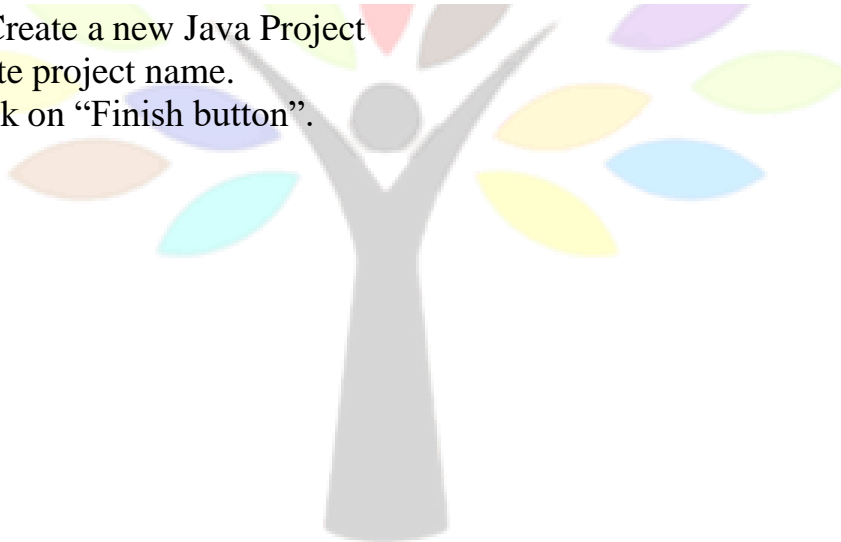 Create a new Java Project
te project name.
k on “Finish button”.